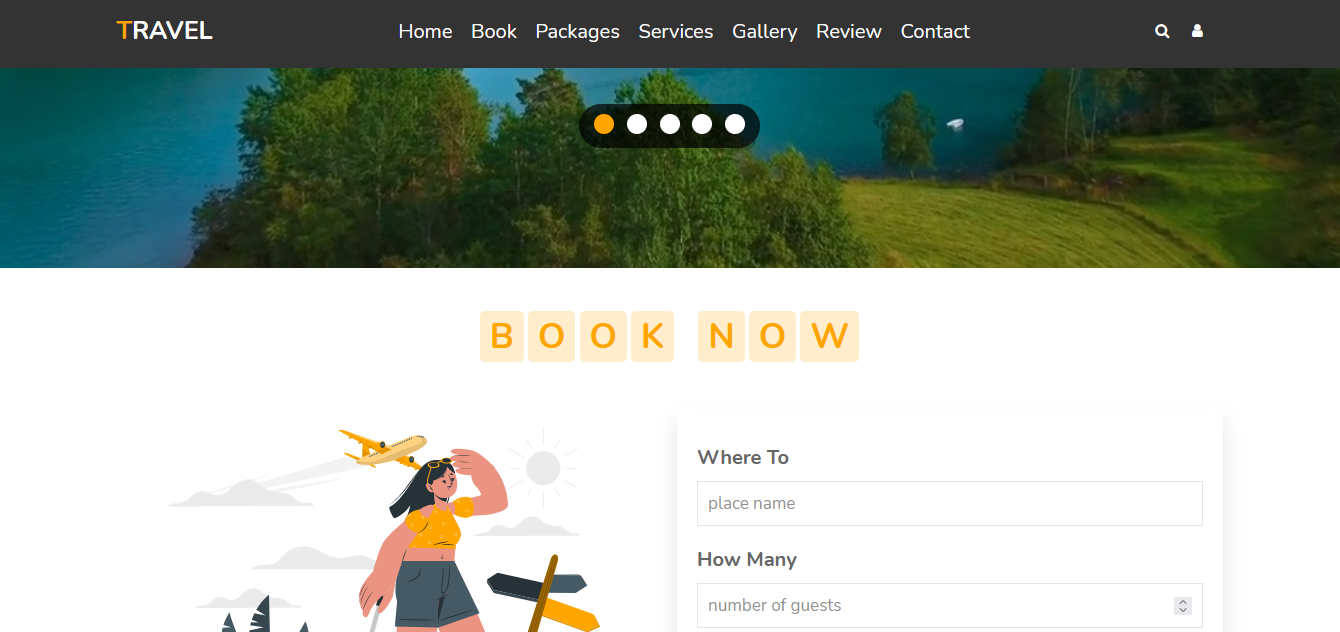 TRAVEL Home Book Packages Services Gallery Review Contact
BOOK NOW
Where To
place name
How Many
number of guests